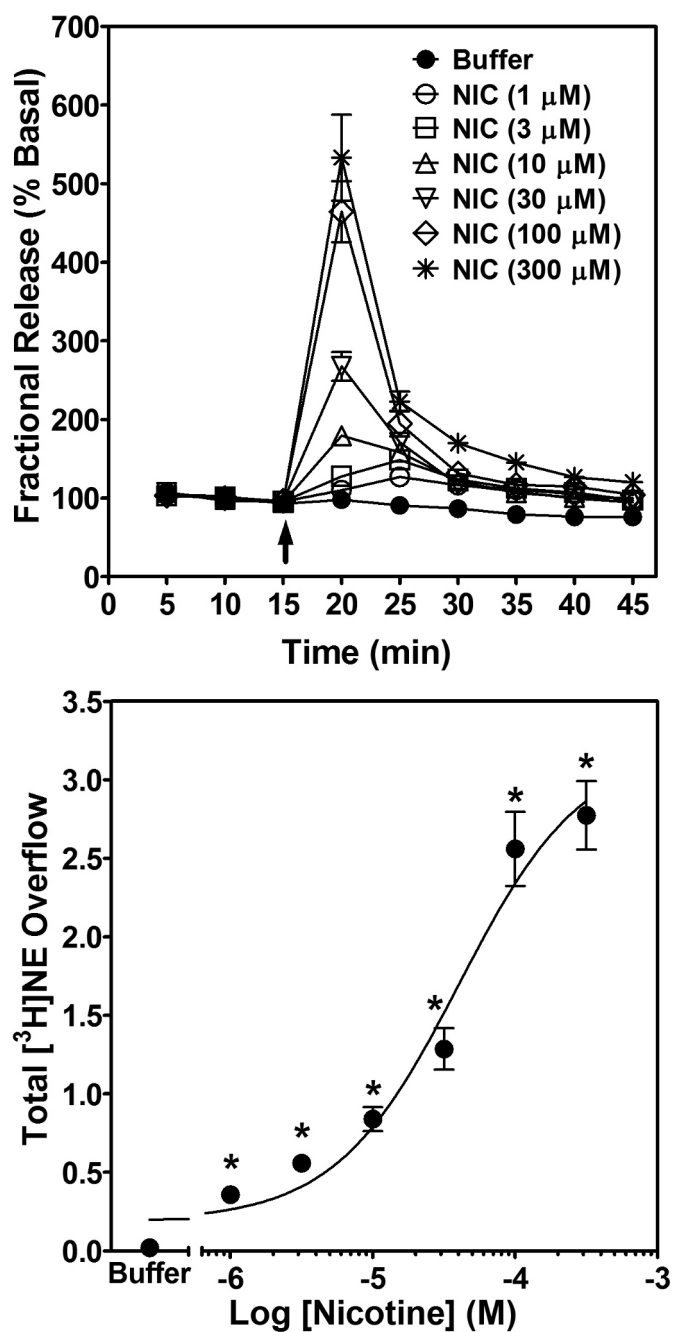 700
600
500
400
300
200
100
0
Fractional Release (% Basal)
Buffer
NIC (1 μM)
NIC (3 μM)
NIC (10 μM)
NIC (30 μM)
NIC (100 μM)
NIC (300 μM)
0 5 10 15 20 25 30 35 40 45
Time (min)
3.5
3.0
2.5
2.0
1.5
1.0
0.5
0.0
Total [³H]NE Overflow
* * * * * *
Buffer -6 -5 -4 -3
Log [Nicotine] (M)